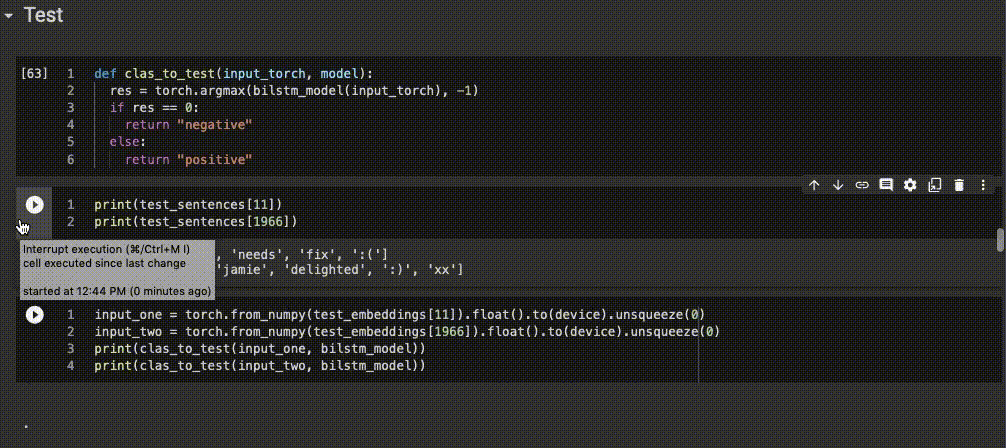 Test
[63] 1 def clas_to_test(input_torch, model):
2 res = torch.argmax(bilstm_model(input_torch), -1)
3 if res == 0:
4 return "negative"
5 else:
6 return "positive"
1 print(test_sentences[11])
2 print(test_sentences[1966])
Interrupt execution (⌘/Ctrl+M I)
cell executed since last change
started at 12:44 PM (0 minutes ago)
, 'needs', 'fix', ':(']
'jamie', 'delighted', ':)', 'xx']
1 input_one = torch.from_numpy(test_embeddings[11]).float().to(device).unsqueeze(0)
2 input_two = torch.from_numpy(test_embeddings[1966]).float().to(device).unsqueeze(0)
3 print(clas_to_test(input_one, bilstm_model))
4 print(clas_to_test(input_two, bilstm_model))